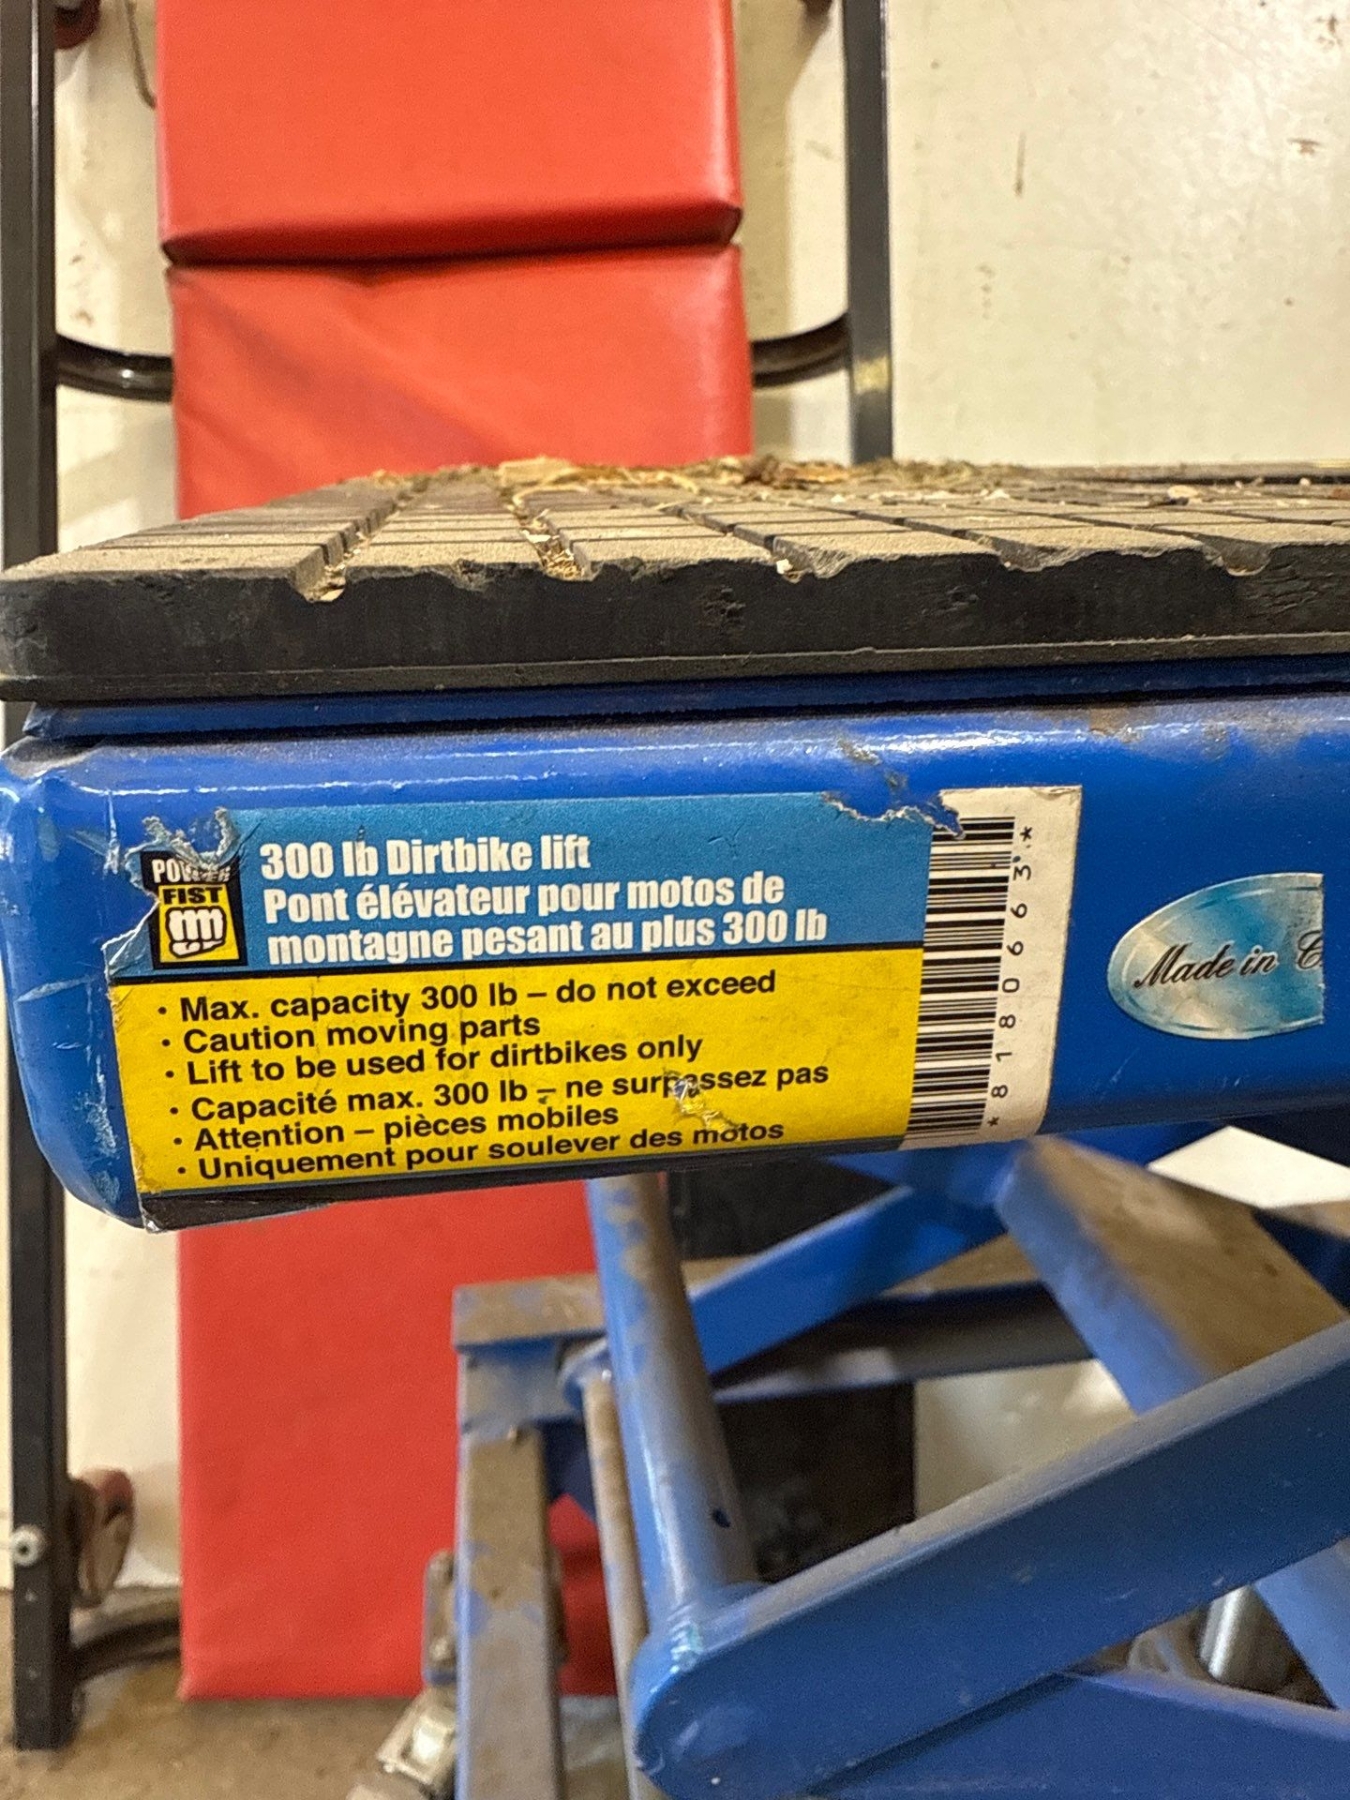 POWER
FIST
300 lb Dirtbike lift
Pont élévateur pour motos de
montagne pesant au plus 300 lb
• Max. capacity 300 lb – do not exceed
• Caution moving parts
• Lift to be used for dirtbikes only
• Capacité max. 300 lb – ne surpassez pas
• Attention – pièces mobiles
• Uniquement pour soulever des motos
Made in